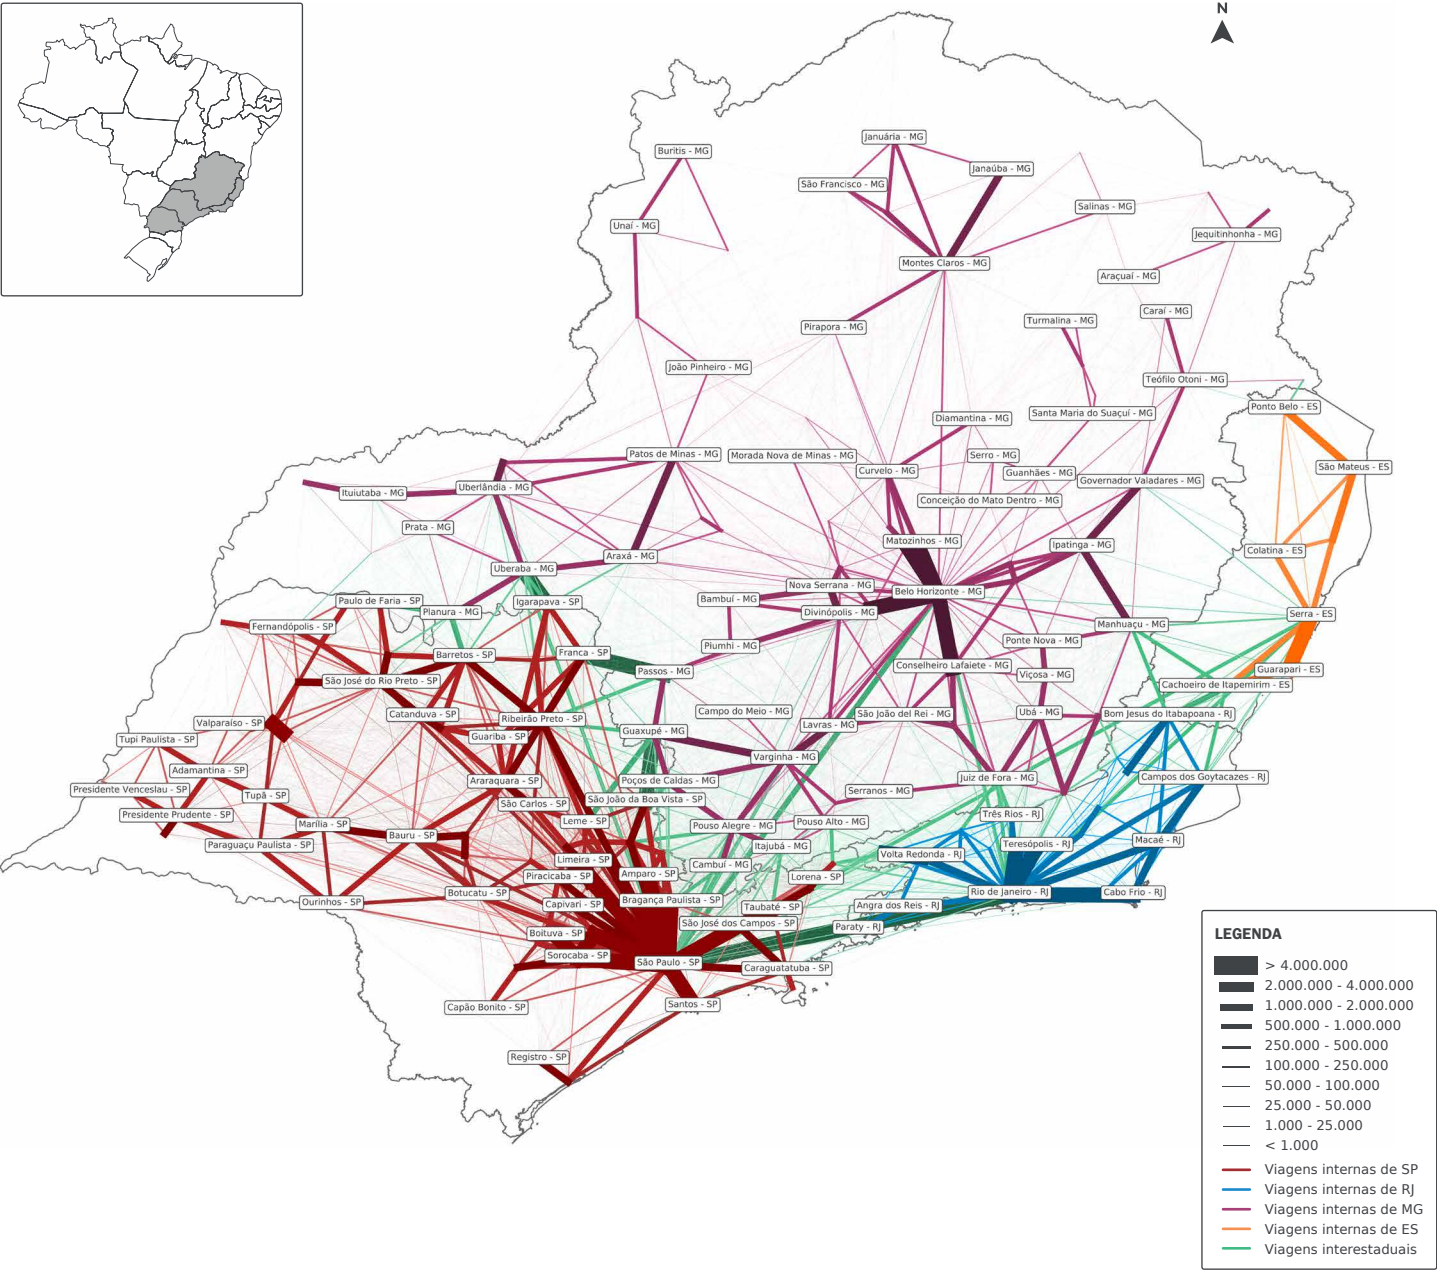 N
Januária - MG
Buritis - MG
Janaúba - MG
São Francisco - MG
Salinas - MG
Unaí - MG
Jequitinhonha - MG
Montes Claros - MG
Araçuaí - MG
Caraí - MG
Turmalina - MG
Pirapora - MG
João Pinheiro - MG
Teófilo Otoni - MG
Ponto Belo - ES
Santa Maria do Suaçuí - MG
Diamantina - MG
Patos de Minas - MG
Morada Nova de Minas - MG
Serro - MG
São Mateus - ES
Curvelo - MG
Guanhães - MG
Governador Valadares - MG
Uberlândia - MG
Ituiutaba - MG
Conceição do Mato Dentro - MG
Prata - MG
Matozinhos - MG
Ipatinga - MG
Colatina - ES
Araxá - MG
Uberaba - MG
Nova Serrana - MG
Belo Horizonte - MG
Bambuí - MG
Paulo de Faria - SP
Igarapava - SP
Planura - MG
Divinópolis - MG
Serra - ES
Fernandópolis - SP
Manhuaçu - MG
Ponte Nova - MG
Piumhi - MG
Franca - SP
Barretos - SP
Conselheiro Lafaiete - MG
Guarapari - ES
Passos - MG
Viçosa - MG
São José do Rio Preto - SP
Cachoeiro de Itapemirim - ES
Campo do Meio - MG
Catanduva - SP
São João del Rei - MG
Ubá - MG
Bom Jesus do Itabapoana - RJ
Ribeirão Preto - SP
Valparaíso - SP
Lavras - MG
Guaxupé - MG
Guariba - SP
Tupi Paulista - SP
Varginha - MG
Adamantina - SP
Juiz de Fora - MG
Campos dos Goytacazes - RJ
Araraquara - SP
Poços de Caldas - MG
Presidente Venceslau - SP
Serranos - MG
Tupã - SP
São João da Boa Vista - SP
São Carlos - SP
Presidente Prudente - SP
Três Rios - RJ
Leme - SP
Pouso Alto - MG
Marília - SP
Pouso Alegre - MG
Bauru - SP
Macaé - RJ
Teresópolis - RJ
Paraguaçu Paulista - SP
Itajubá - MG
Volta Redonda - RJ
Limeira - SP
Cambuí - MG
Amparo - SP
Piracicaba - SP
Lorena - SP
Rio de Janeiro - RJ
Cabo Frio - RJ
Botucatu - SP
Bragança Paulista - SP
Ourinhos - SP
Capivari - SP
Angra dos Reis - RJ
Taubaté - SP
São José dos Campos - SP
Paraty - RJ
Boituva - SP
Sorocaba - SP
São Paulo - SP
Caraguatatuba - SP
Santos - SP
Capão Bonito - SP
Registro - SP
LEGENDA
> 4.000.000
2.000.000 - 4.000.000
1.000.000 - 2.000.000
500.000 - 1.000.000
250.000 - 500.000
100.000 - 250.000
50.000 - 100.000
25.000 - 50.000
1.000 - 25.000
< 1.000
Viagens internas de SP
Viagens internas de RJ
Viagens internas de MG
Viagens internas de ES
Viagens interestaduais